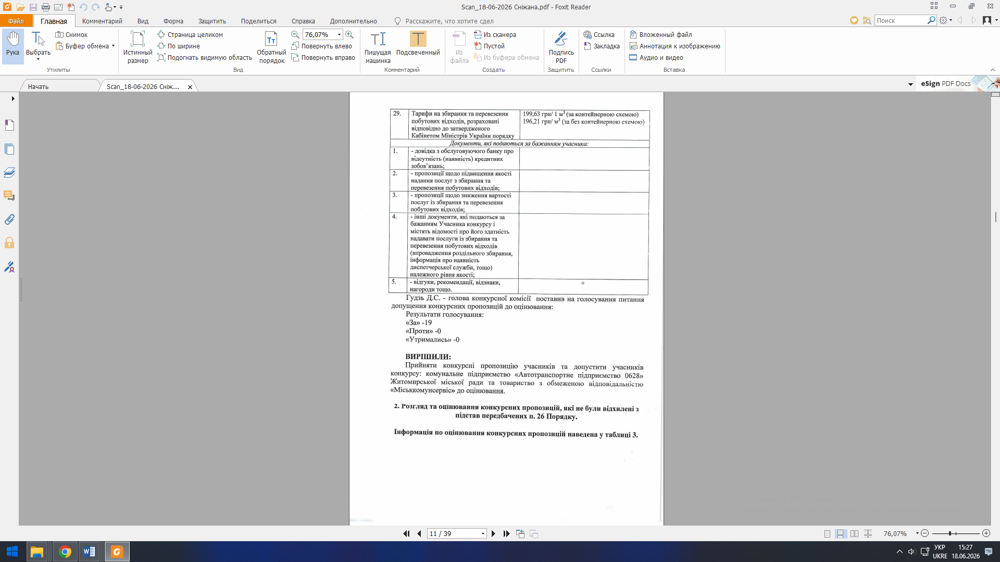 Scan_18-06-2026 Сніжана.pdf - Foxit Reader
Файл Главная Комментарий Вид Форма Защитить Поделиться Справка Дополнительно Расскажите, что хотите сделать Поиск
Рука
Выбрать
Снимок
Буфер обмена
Утилиты
Истинный размер
Страница целиком
По ширине
Подогнать видимую область
Обратный порядок
76,07%
Повернуть влево
Повернуть вправо
Вид
Пишущая машинка
Подсвеченный
Комментарий
Из файла
Из сканера
Пустой
Из буфера обмена
Создать
Подпись PDF
Защитить
Ссылка
Закладка
Ссылки
Вложенный файл
Аннотация к изображению
Аудио и видео
Вставка
Начать
Scan_18-06-2026 Сніж...
eSign PDF Docs
29. Тарифи на збирання та перевезення
побутових відходів, розраховані
відповідно до затвердженого
Кабінетом Міністрів України порядку
199,63 грн/ 1 м³ (за контейнерною схемою)
196,21 грн/ м³ (за без контейнерною схемою)
Документи, які подаються за бажанням учасника:
1. - довідка з обслуговуючого банку про
відсутність (наявність) кредитних
зобов’язань;
2. - пропозиції щодо підвищення якості
надання послуг з збирання та
перевезення побутових відходів;
3. - пропозиції щодо зниження вартості
послуг із збирання та перевезення
побутових відходів;
4. - інші документи, які подаються за
бажанням Учасника конкурсу і
містять відомості про його здатність
надавати послуги із збирання та
перевезення побутових відходів
(впровадження роздільного збирання,
інформація про наявність
диспетчерської служби, тощо)
належного рівня якості;
5. - відгуки, рекомендації, відзнаки,
нагороди тощо.
+
Гудзь Д.С. - голова конкурсної комісії поставив на голосування питання
допущення конкурсних пропозицій до оцінювання:
Результати голосування:
«За» -19
«Проти» -0
«Утримались» -0
ВИРІШИЛИ:
Прийняти конкурсні пропозицію учасників та допустити учасників
конкурсу: комунальне підприємство «Автотранспортне підприємство 0628»
Житомирської міської ради та товариство з обмеженою відповідальністю
«Міськкомунсервіс» до оцінювання.
2. Розгляд та оцінювання конкурсних пропозицій, які не були відхилені з
підстав передбачених п. 26 Порядку.
Інформація по оцінювання конкурсних пропозицій наведена у таблиці 3.
11 / 39
76,07%
УКР
UKRE
15:27
18.06.2026